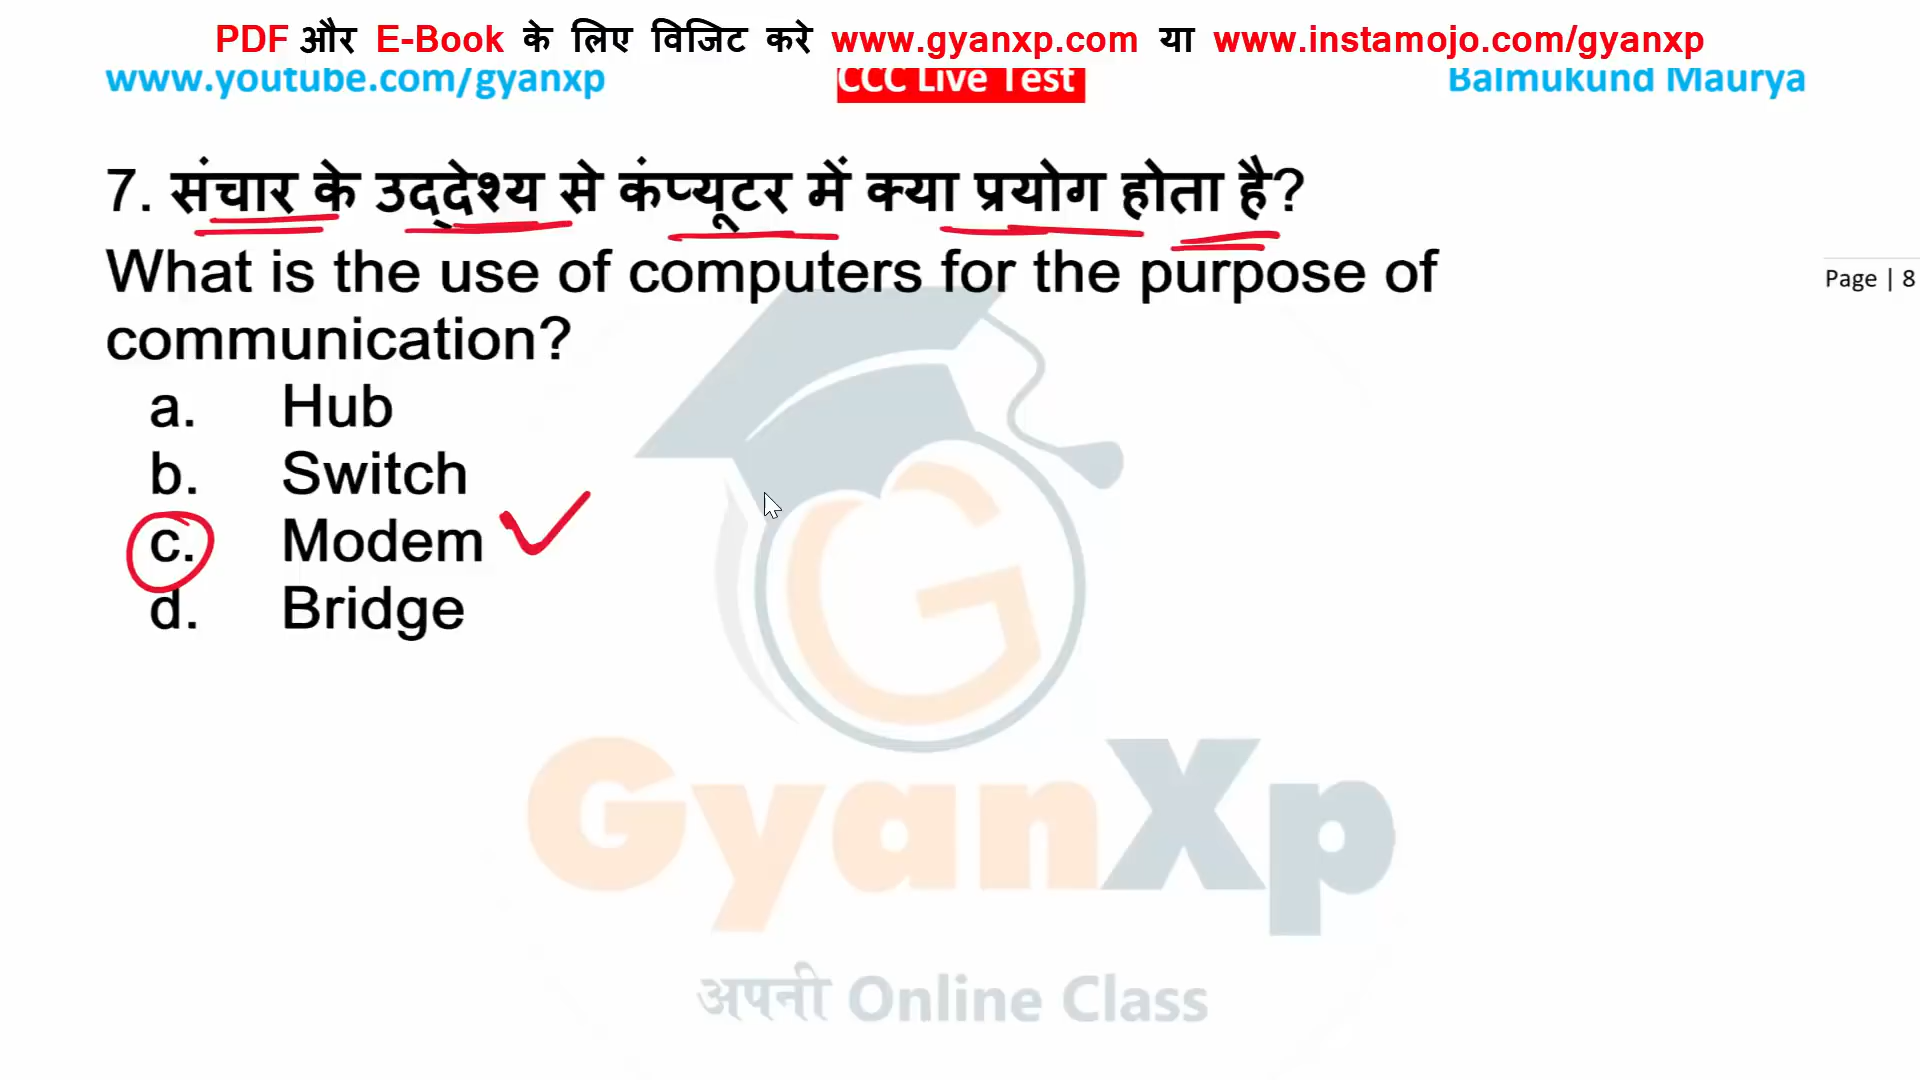 PDF और E-Book के लिए विजिट करे www.gyanxp.com या www.instamojo.com/gyanxp
www.youtube.com/gyanxp CCC Live Test Balmukund Maurya
7. संचार के उद्देश्य से कंप्यूटर में क्या प्रयोग होता है?
What is the use of computers for the purpose of
communication?
Page | 8
a. Hub
b. Switch
c. Modem
d. Bridge
G
GyanXp
अपनी Online Class